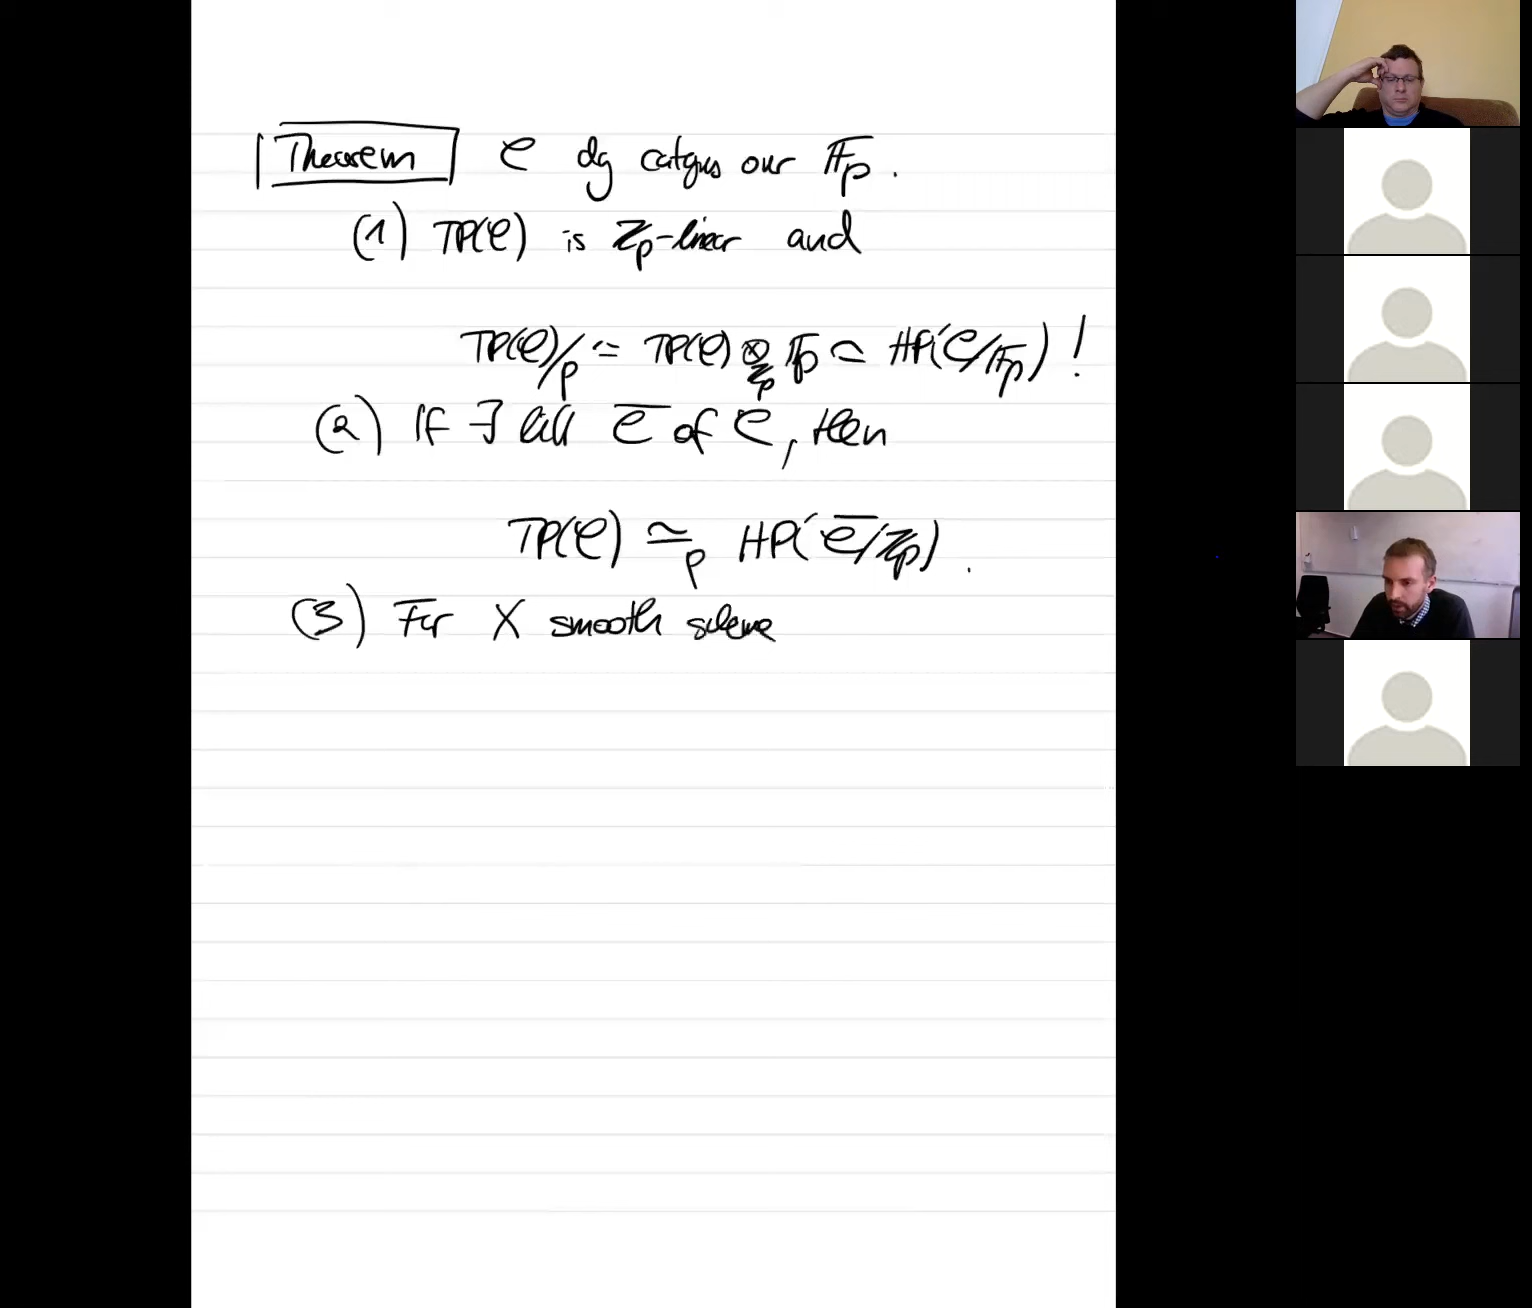 Theorem C dg category over 𝔽p .
(1) TP(C) is ℤp-linear and
TP(C)/p ≃ TP(C) ⊗ℤp 𝔽p ≃ HP(C/𝔽p) !
(2) If ∃ lift C̄ of C, then
TP(C) ≃p HP(C̄/ℤp) .
(3) For X smooth scheme